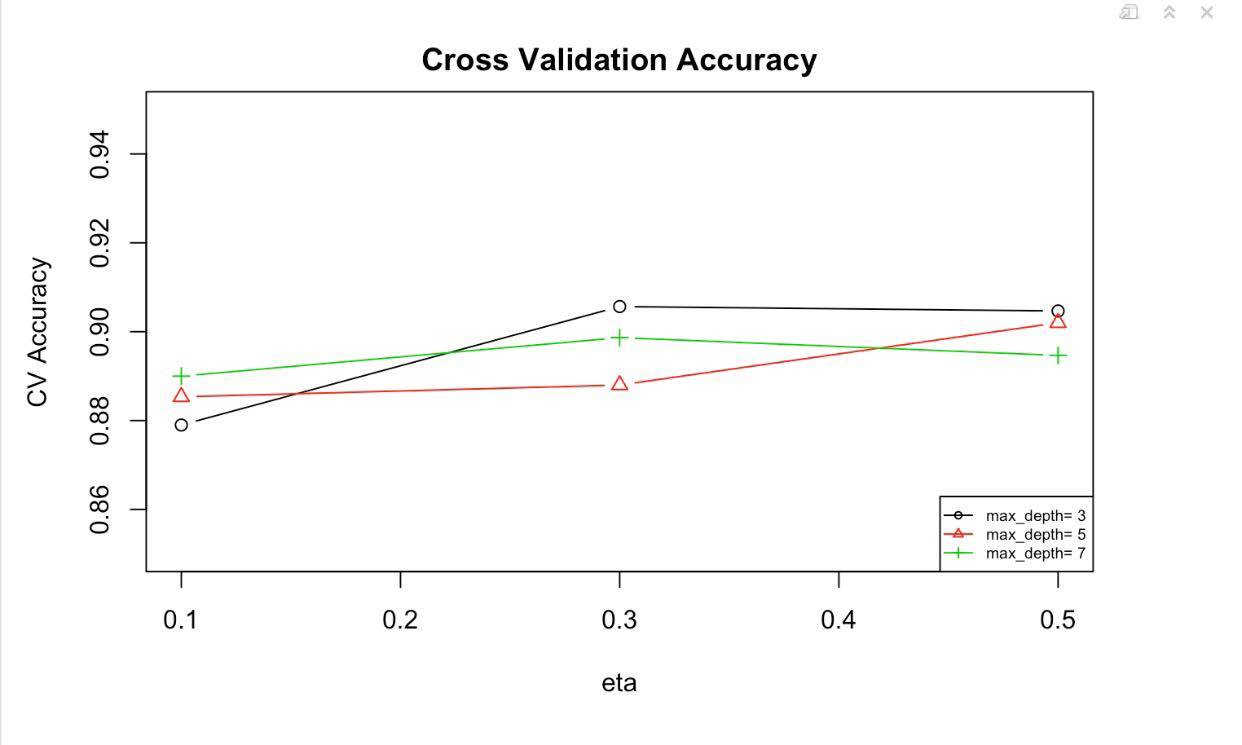 Cross Validation Accuracy
CV Accuracy
0.94
0.92
0.90
0.88
0.86
max_depth= 3
max_depth= 5
max_depth= 7
0.1 0.2 0.3 0.4 0.5
eta